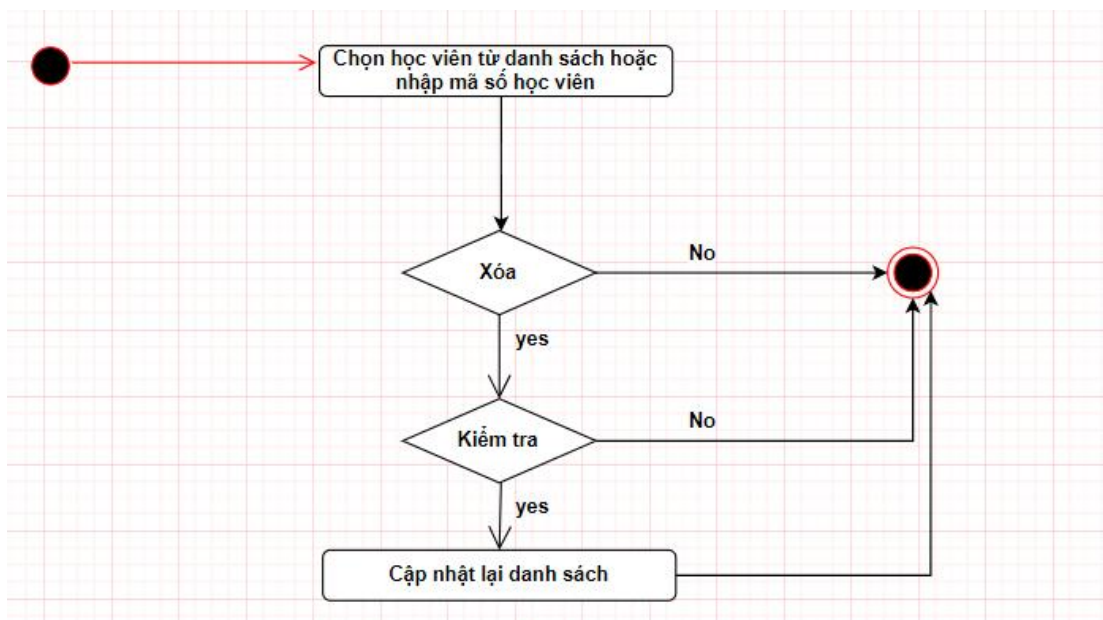 Chọn học viên từ danh sách hoặc
nhập mã số học viên
Xóa
No
yes
Kiểm tra
No
yes
Cập nhật lại danh sách